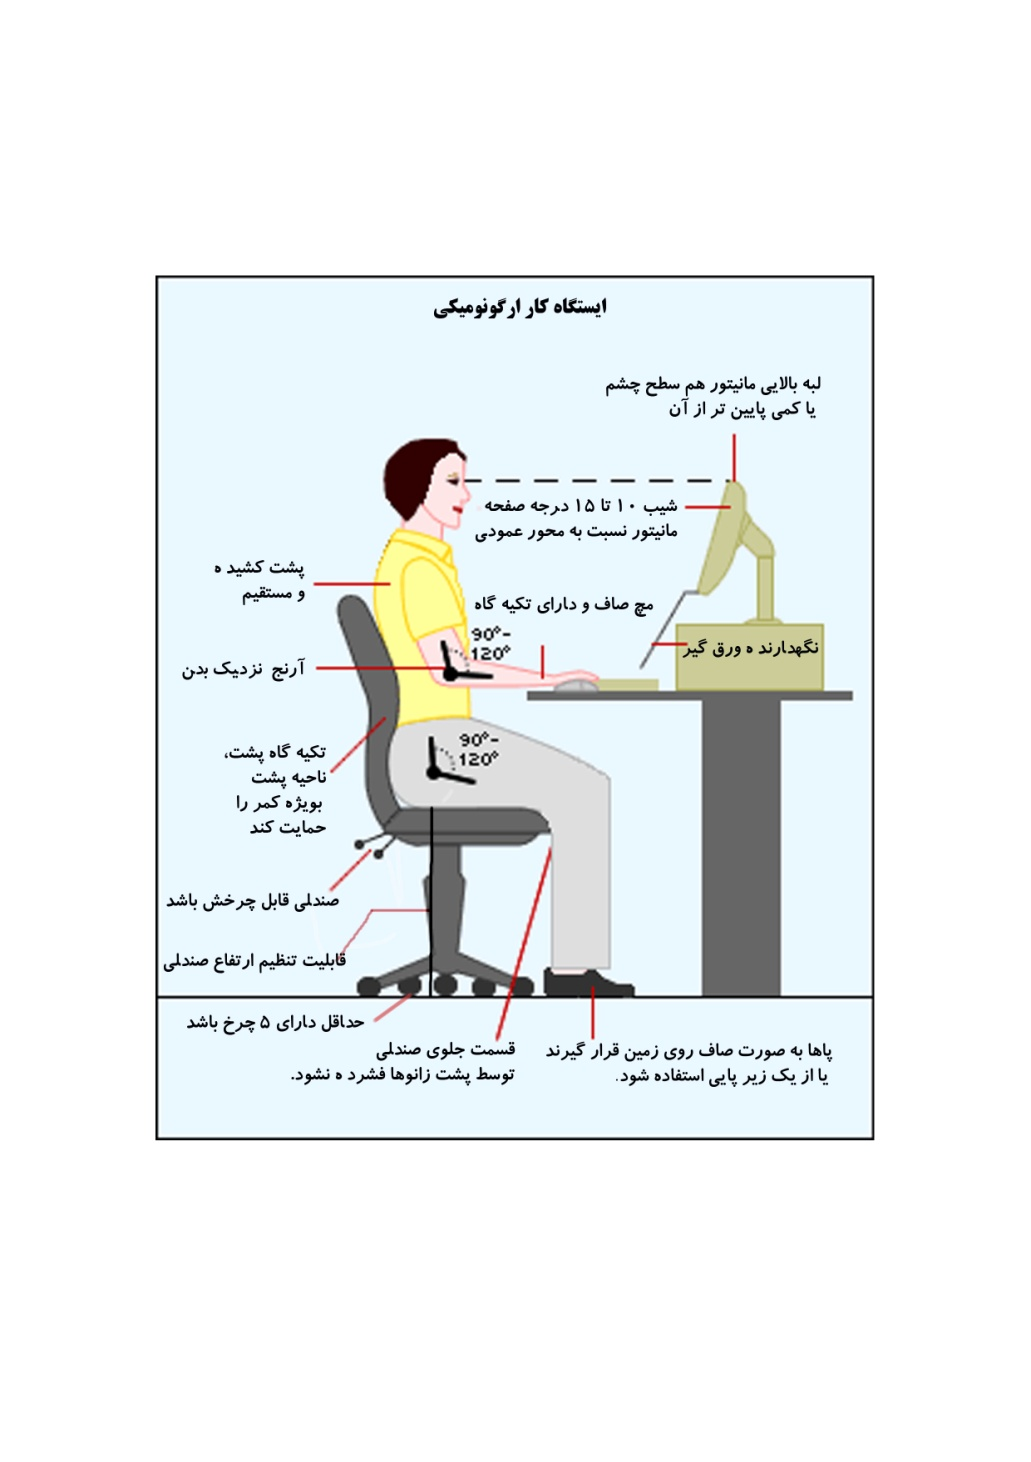 ایستگاه کار ارگونومیکی
لبه بالایی مانیتور هم سطح چشم
یا کمی پایین تر از آن
شیب ۱۰ تا ۱۵ درجه صفحه
مانیتور نسبت به محور عمودی
پشت کشید ه
و مستقیم
مچ صاف و دارای تکیه گاه
90°-
120°
نگهدارند ه ورق گیر
آرنج نزدیک بدن
90°-
120°
تکیه گاه پشت،
ناحیه پشت
بویژه کمر را
حمایت کند
صندلی قابل چرخش باشد
قابلیت تنظیم ارتفاع صندلی
حداقل دارای ۵ چرخ باشد
پاها به صورت صاف روی زمین قرار گیرند
یا از یک زیر پایی استفاده شود.
قسمت جلوی صندلی
توسط پشت زانوها فشرد ه نشود.